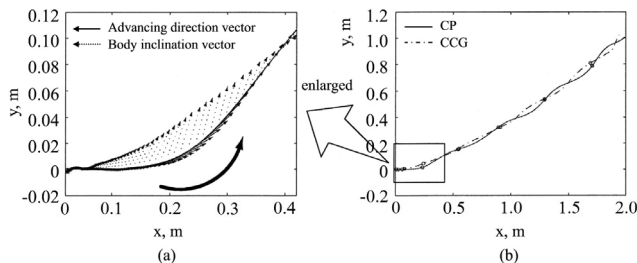 (a)
0.12
0.10
0.08
0.06
0.04
0.02
0
-0.02
y, m
Advancing direction vector
Body inclination vector
0
0.1
0.2
0.3
0.4
x, m
(a)
enlarged
(b)
y, m
1.2
1.0
0.8
0.6
0.4
0.2
0
-0.2
CP
CCG
0
0.5
1.0
1.5
2.0
x, m
(b)